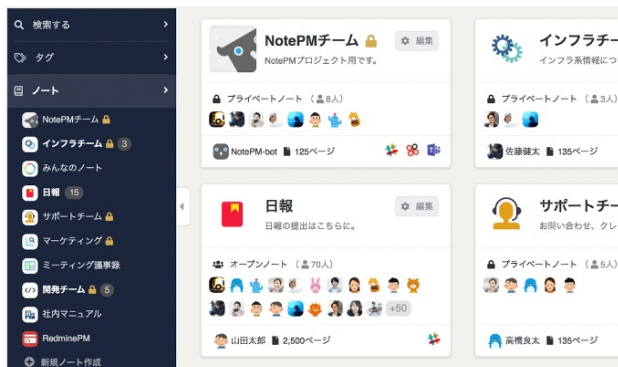 検索する
タグ
ノート
NotePMチーム
インフラチーム 3
みんなのノート
日報 15
サポートチーム
マーケティング
ミーティング議事録
開発チーム 5
社内マニュアル
RedminePM
新規ノート作成
NotePMチーム 編集
NotePMプロジェクト用です。
プライベートノート (8人)
NotePM-bot 125ページ
インフラチー
インフラ系情報につい
プライベートノート (3人)
佐藤健太 135ページ
日報 編集
日報の提出はこちらに。
オープンノート (70人)
+50
山田太郎 2,500ページ
サポートチー
お問い合わせ、クレ
プライベートノート (5人)
高橋良太 135ページ